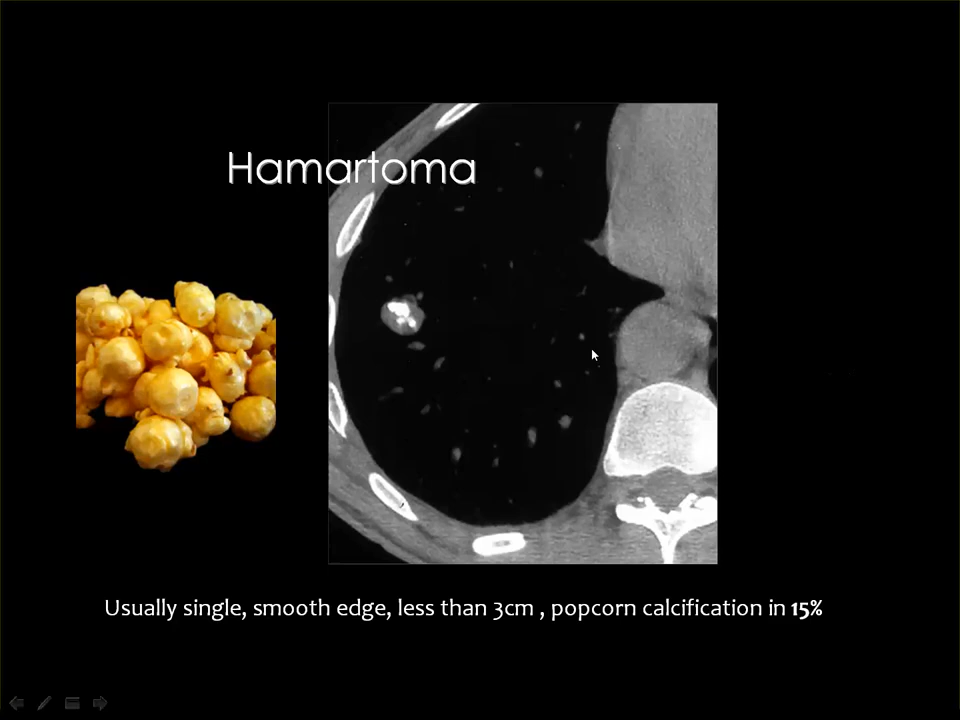 Hamartoma
Usually single, smooth edge, less than 3cm , popcorn calcification in 15%